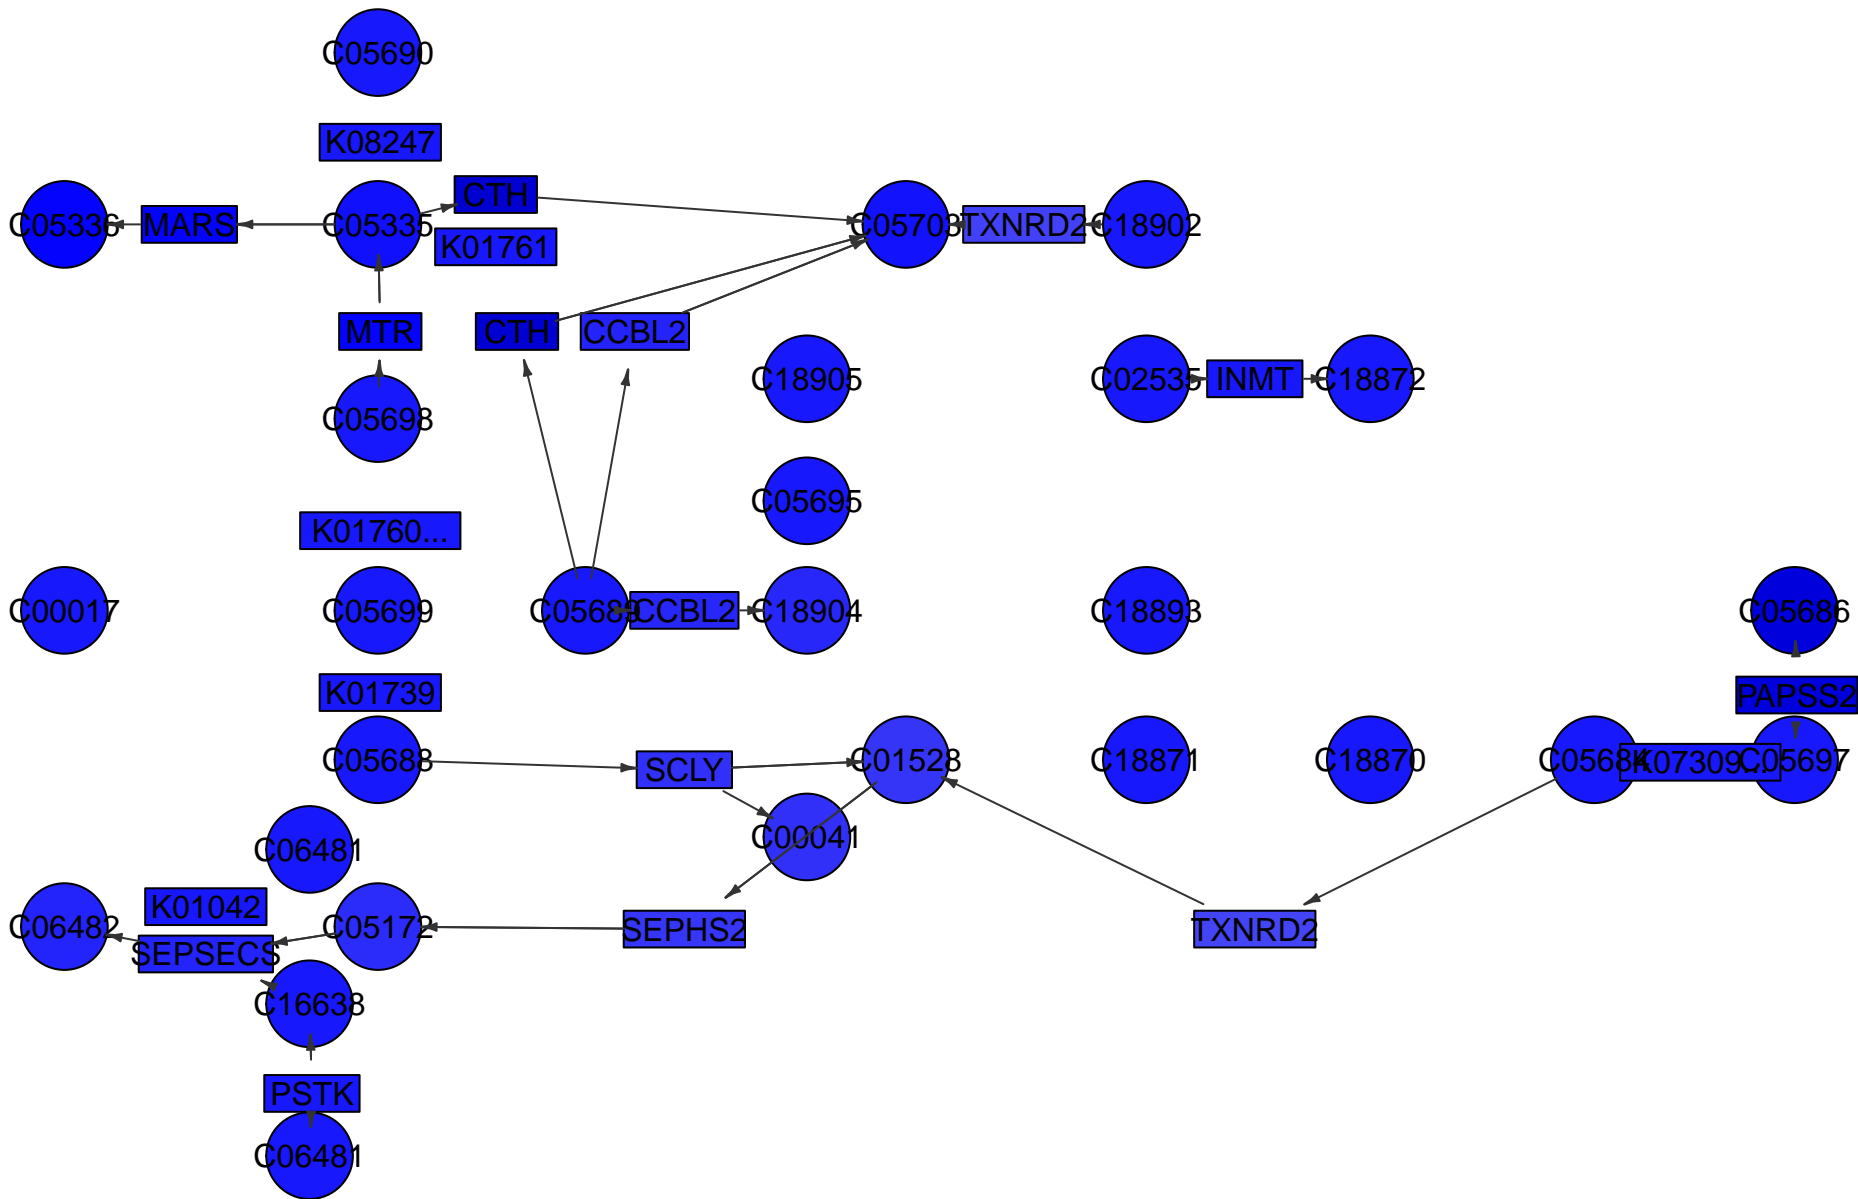 C05690
K08247
CTH
C05336
MARS
C05335
C05703
TXNRD2
C18902
K01761
MTR
CTH
CCBL2
C18905
C02535
INMT
C18872
C05698
C05695
K01760...
C00017
C05699
C05689
CCBL2
C18904
C18893
C05686
K01739
PAPSS2
C05688
SCLY
C01528
C18871
C18870
C05684
K07309...
C05697
C00041
C06481
K01042
C06482
C05172
SEPHS2
TXNRD2
SEPSECS
C16638
PSTK
C06481